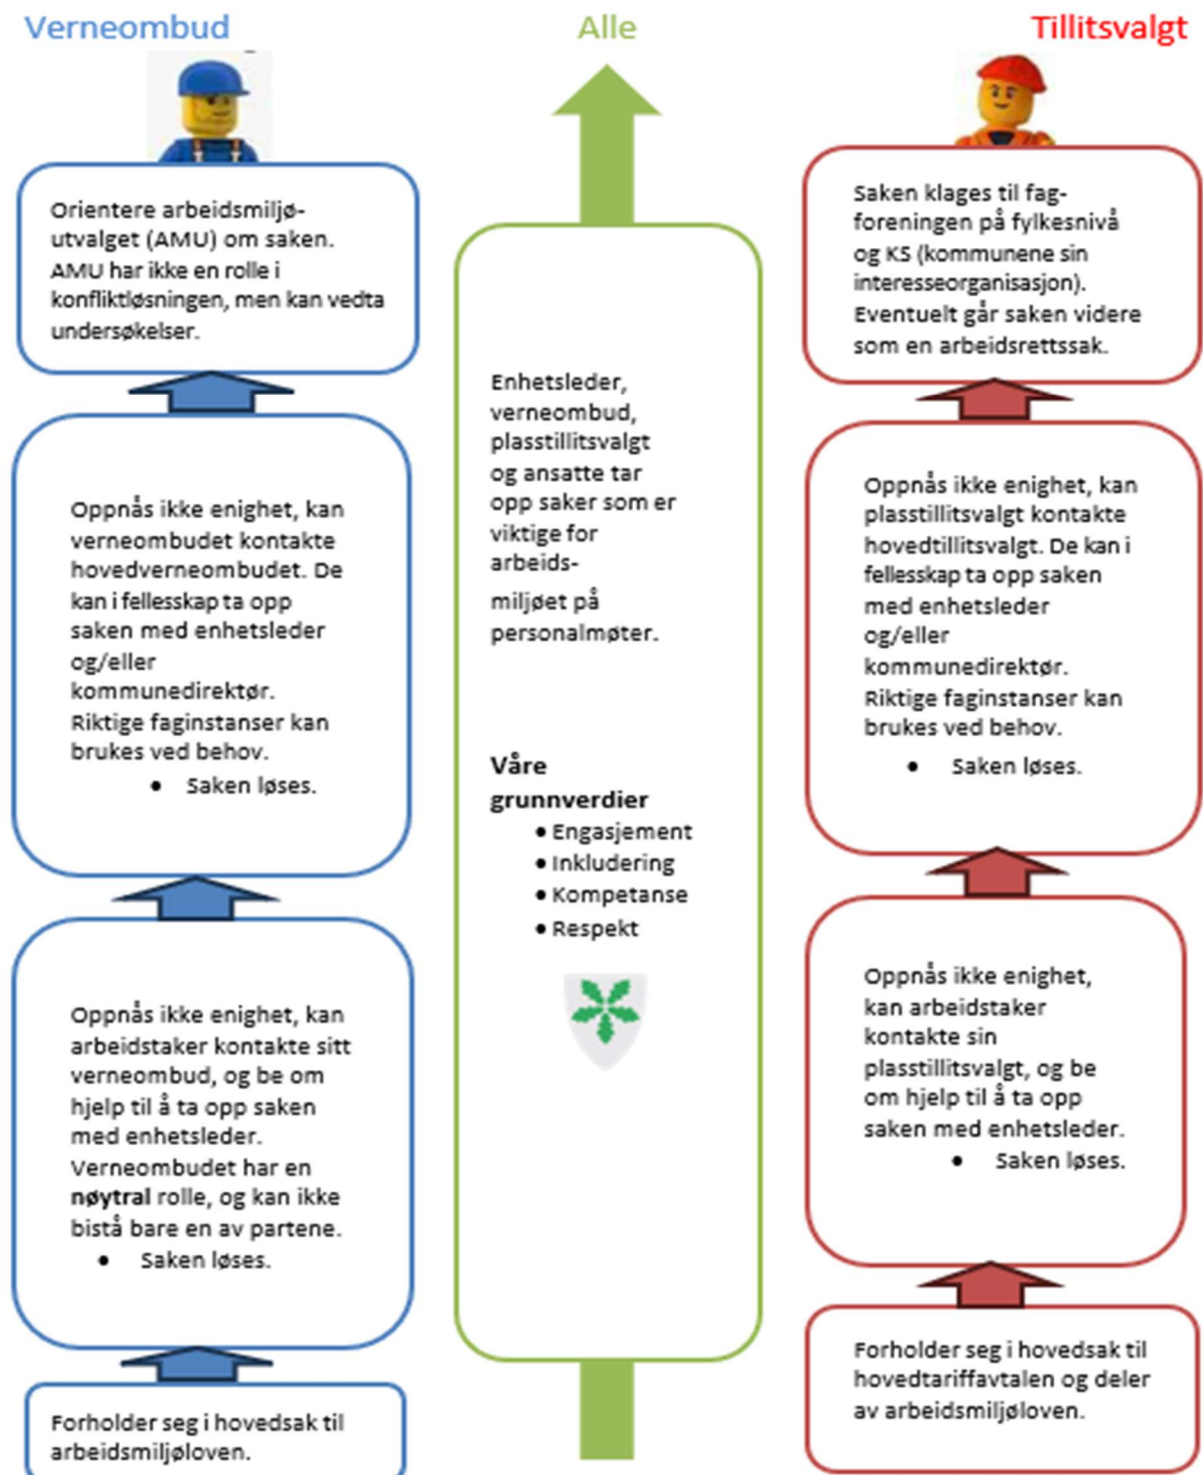 Verneombud
Orientere arbeidsmiljø-
utvalget (AMU) om saken.
AMU har ikke en rolle i
konfliktløsningen, men kan vedta
undersøkelser.
Oppnås ikke enighet, kan
verneombudet kontakte
hovedverneombudet. De
kan i fellesskap ta opp
saken med enhetsleder
og/eller
kommunedirektør.
Riktige faginstanser kan
brukes ved behov.
• Saken løses.
Oppnås ikke enighet, kan
arbeidstaker kontakte sitt
verneombud, og be om
hjelp til å ta opp saken
med enhetsleder.
Verneombudet har en
nøytral rolle, og kan ikke
bistå bare en av partene.
• Saken løses.
Forholder seg i hovedsak til
arbeidsmiljøloven.
Alle
Enhetsleder,
verneombud,
plasstillitsvalgt
og ansatte tar
opp saker som er
viktige for
arbeids-
miljøet på
personalmøter.
Våre
grunnverdier
• Engasjement
• Inkludering
• Kompetanse
• Respekt
Tillitsvalgt
Saken klages til fag-
foreningen på fylkesnivå
og KS (kommunene sin
interesseorganisasjon).
Eventuelt går saken videre
som en arbeidsrettssak.
Oppnås ikke enighet, kan
plasstillitsvalgt kontakte
hovedtillitsvalgt. De kan i
fellesskap ta opp saken
med enhetsleder
og/eller
kommunedirektør.
Riktige faginstanser kan
brukes ved behov.
• Saken løses.
Oppnås ikke enighet,
kan arbeidstaker
kontakte sin
plasstillitsvalgt, og be
om hjelp til å ta opp
saken med enhetsleder.
• Saken løses.
Forholder seg i hovedsak til
hovedtariffavtalen og deler
av arbeidsmiljøloven.